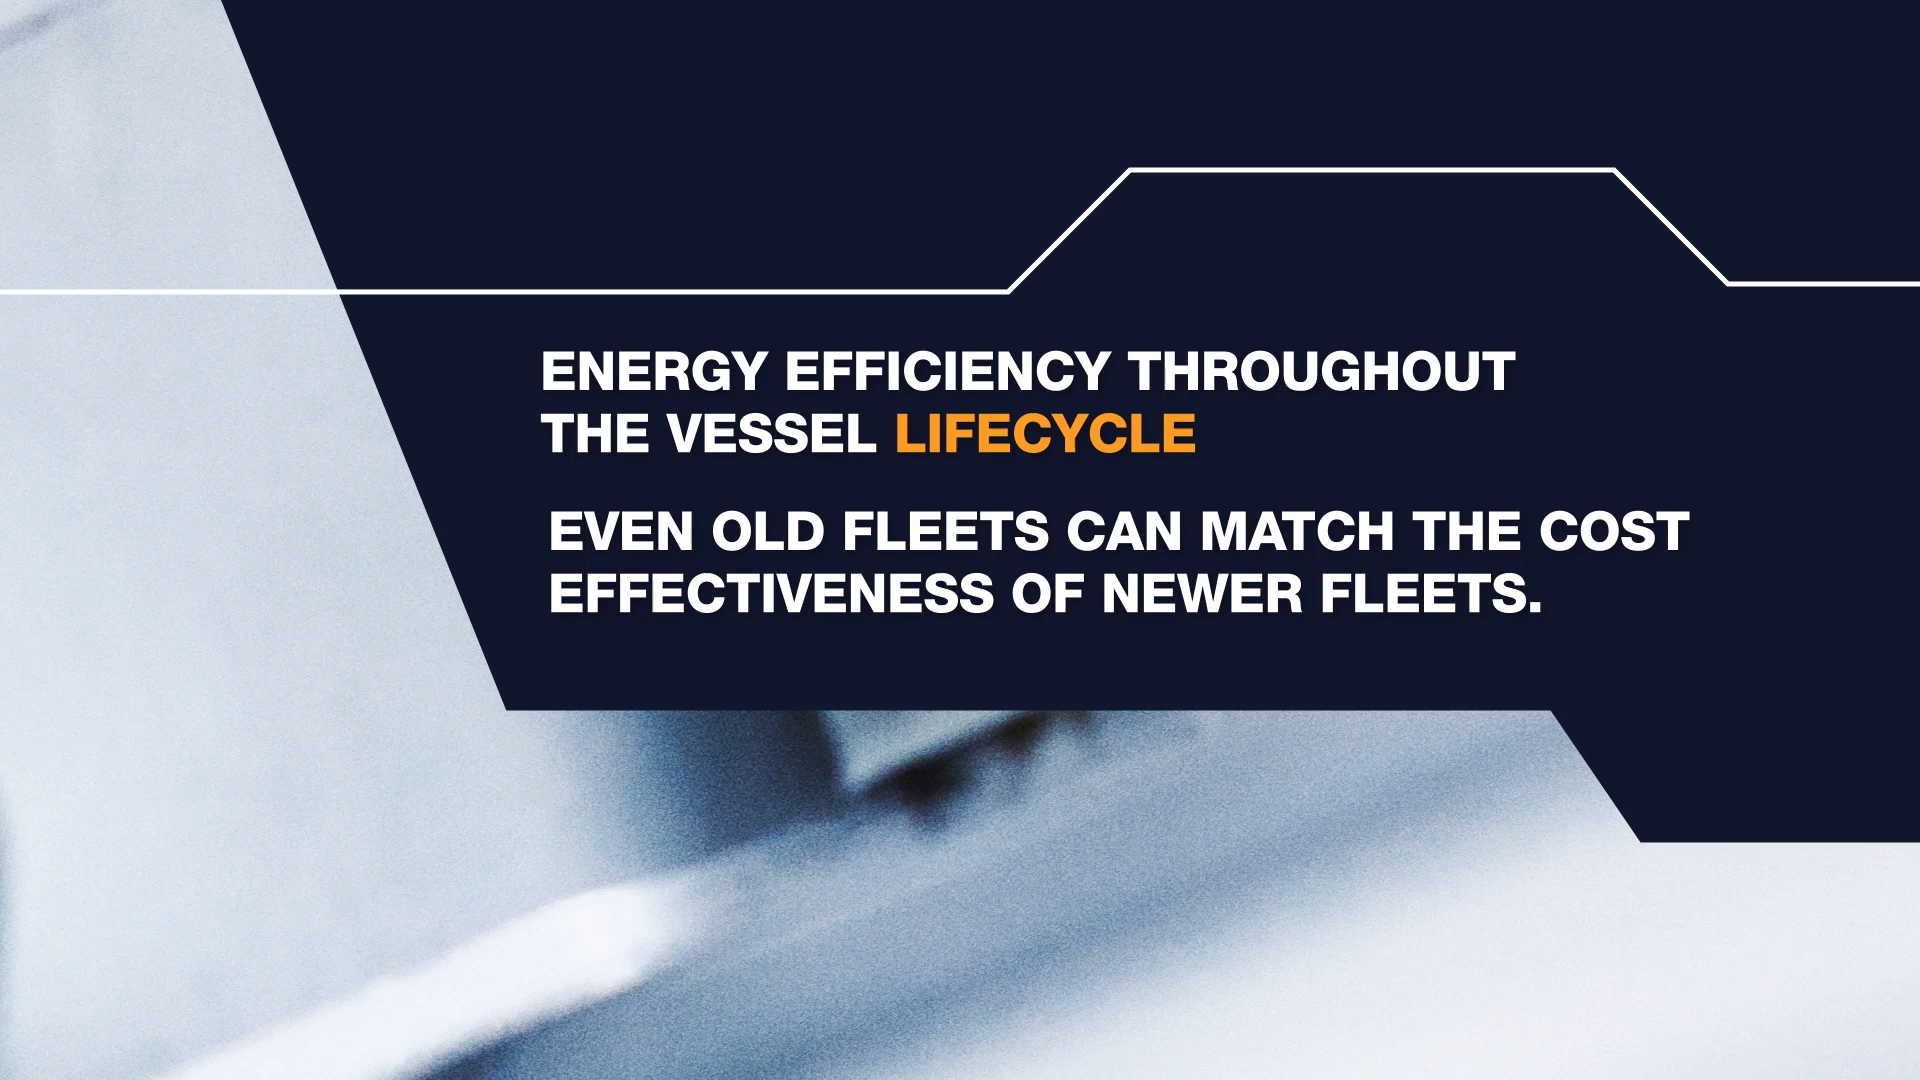 ENERGY EFFICIENCY THROUGHOUT
THE VESSEL LIFECYCLE
EVEN OLD FLEETS CAN MATCH THE COST
EFFECTIVENESS OF NEWER FLEETS.